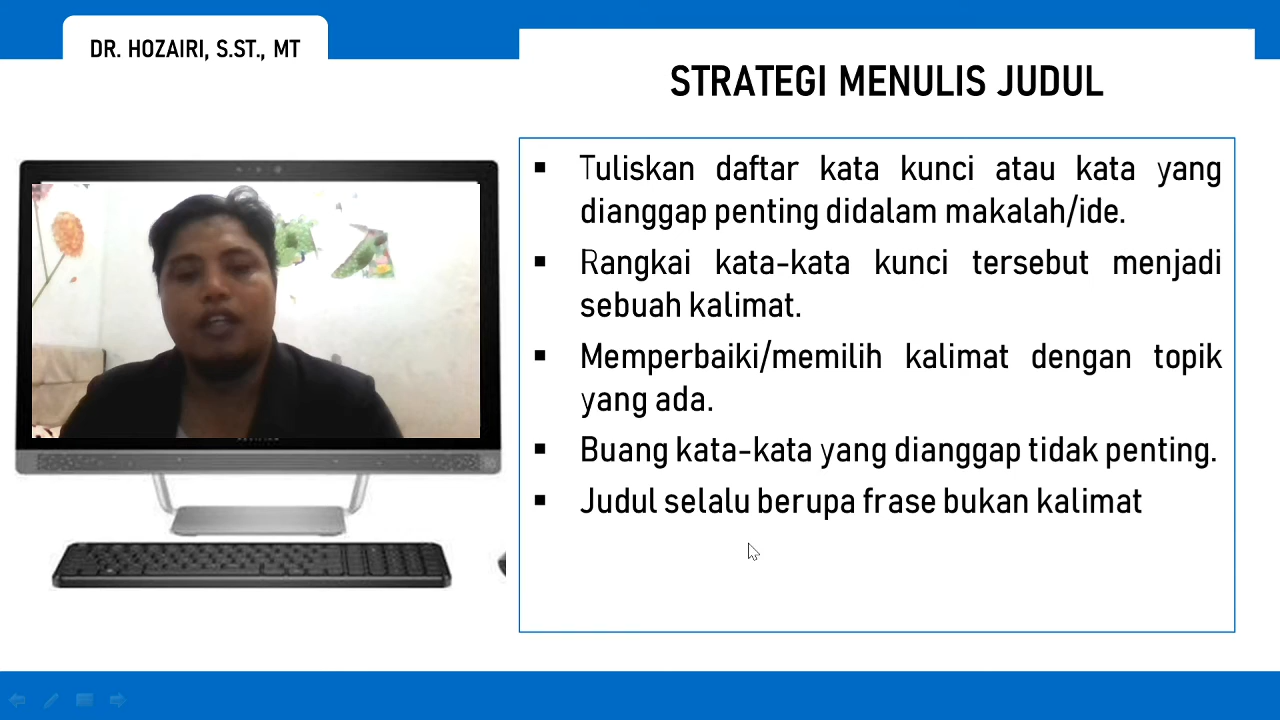 DR. HOZAIRI, S.ST., MT
STRATEGI MENULIS JUDUL
▪ Tuliskan daftar kata kunci atau kata yang
dianggap penting didalam makalah/ide.
▪ Rangkai kata-kata kunci tersebut menjadi
sebuah kalimat.
▪ Memperbaiki/memilih kalimat dengan topik
yang ada.
▪ Buang kata-kata yang dianggap tidak penting.
▪ Judul selalu berupa frase bukan kalimat